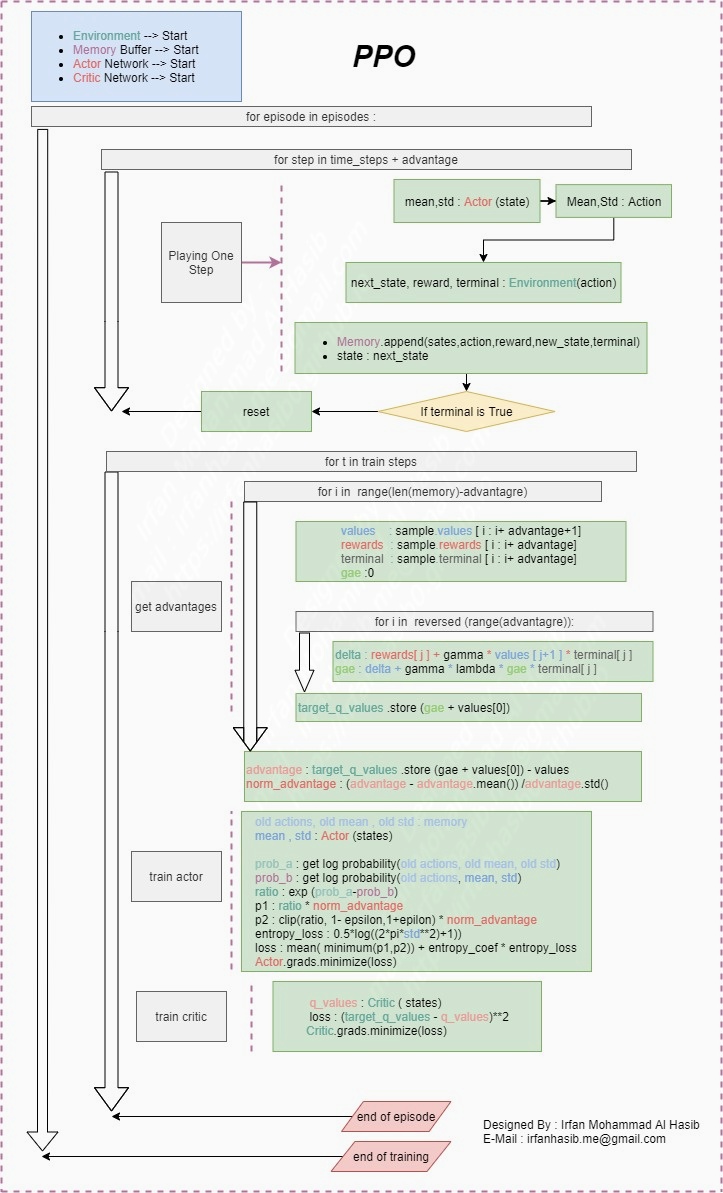 Environment --> Start
Memory Buffer --> Start
Actor Network --> Start
Critic Network --> Start
PPO
for episode in episodes :
for step in time_steps + advantage
mean,std : Actor (state)
Mean,Std : Action
Playing One
Step
next_state, reward, terminal : Environment(action)
Memory.append(sates,action,reward,new_state,terminal)
state : next_state
If terminal is True
reset
for t in train steps
for i in range(len(memory)-advantagre)
values : sample.values [ i : i+ advantage+1]
rewards : sample.rewards [ i : i+ advantage]
terminal : sample.terminal [ i : i+ advantage]
gae :0
get advantages
for i in reversed (range(advantagre)):
delta : rewards[ j ] + gamma * values [ j+1 ] * terminal[ j ]
gae : delta + gamma * lambda * gae * terminal[ j ]
target_q_values .store (gae + values[0])
advantage : target_q_values .store (gae + values[0]) - values
norm_advantage : (advantage - advantage.mean()) /advantage.std()
old actions, old mean , old std : memory
mean , std : Actor (states)
train actor
prob_a : get log probability(old actions, old mean, old std)
prob_b : get log probability(old actions, mean, std)
ratio : exp (prob_a-prob_b)
p1 : ratio * norm_advantage
p2 : clip(ratio, 1- epsilon,1+epilon) * norm_advantage
entropy_loss : 0.5*log((2*pi*std**2)+1))
loss : mean( minimum(p1,p2)) + entropy_coef * entropy_loss
Actor.grads.minimize(loss)
train critic
q_values : Critic ( states)
loss : (target_q_values - q_values)**2
Critic.grads.minimize(loss)
end of episode
end of training
Designed By : Irfan Mohammad Al Hasib
E-Mail : irfanhasib.me@gmail.com